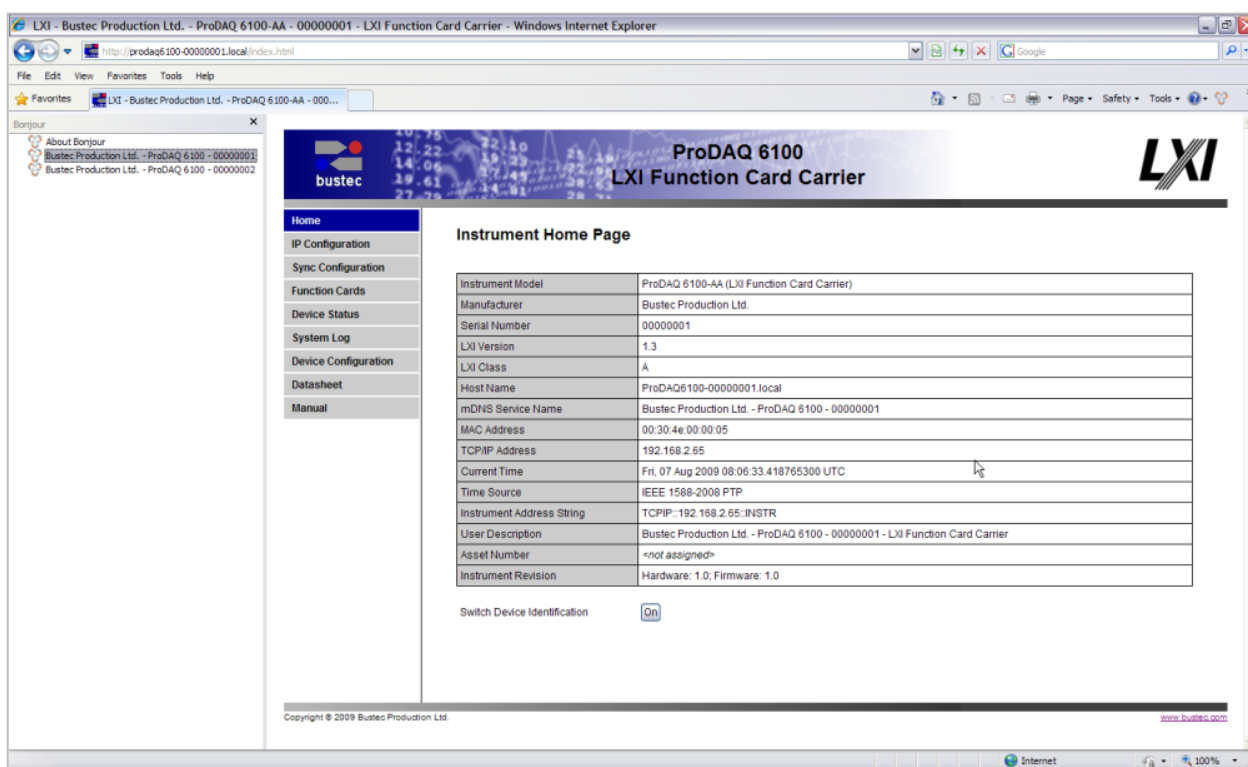 LXI - Bustec Production Ltd. - ProDAQ 6100-AA - 00000001 - LXI Function Card Carrier - Windows Internet Explorer
http://prodaq6100-00000001.local/index.html
Google
File Edit View Favorites Tools Help
Favorites
LXI - Bustec Production Ltd. - ProDAQ 6100-AA - 000...
Page Safety Tools
Bonjour
About Bonjour
Bustec Production Ltd. - ProDAQ 6100 - 00000001
Bustec Production Ltd. - ProDAQ 6100 - 00000002
bustec
ProDAQ 6100
LXI Function Card Carrier
LXI
Home
IP Configuration
Sync Configuration
Function Cards
Device Status
System Log
Device Configuration
Datasheet
Manual
Instrument Home Page
Instrument Model ProDAQ 6100-AA (LXI Function Card Carrier)
Manufacturer Bustec Production Ltd.
Serial Number 00000001
LXI Version 1.3
LXI Class A
Host Name ProDAQ6100-00000001.local
mDNS Service Name Bustec Production Ltd. - ProDAQ 6100 - 00000001
MAC Address 00:30:4e:00:00:05
TCP/IP Address 192.168.2.65
Current Time Fri, 07 Aug 2009 08:06:33.418765300 UTC
Time Source IEEE 1588-2008 PTP
Instrument Address String TCPIP::192.168.2.65::INSTR
User Description Bustec Production Ltd. - ProDAQ 6100 - 00000001 - LXI Function Card Carrier
Asset Number <not assigned>
Instrument Revision Hardware: 1.0; Firmware: 1.0
Switch Device Identification On
Copyright © 2009 Bustec Production Ltd.
www.bustec.com
Internet
100%